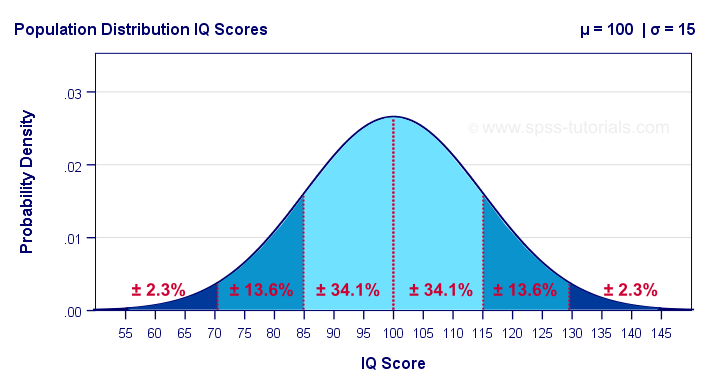 Population Distribution IQ Scores μ = 100 | σ = 15
© www.spss-tutorials.com
Probability Density
.03
.02
.01
.00
± 2.3% ± 13.6% ± 34.1% ± 34.1% ± 13.6% ± 2.3%
55 60 65 70 75 80 85 90 95 100 105 110 115 120 125 130 135 140 145
IQ Score